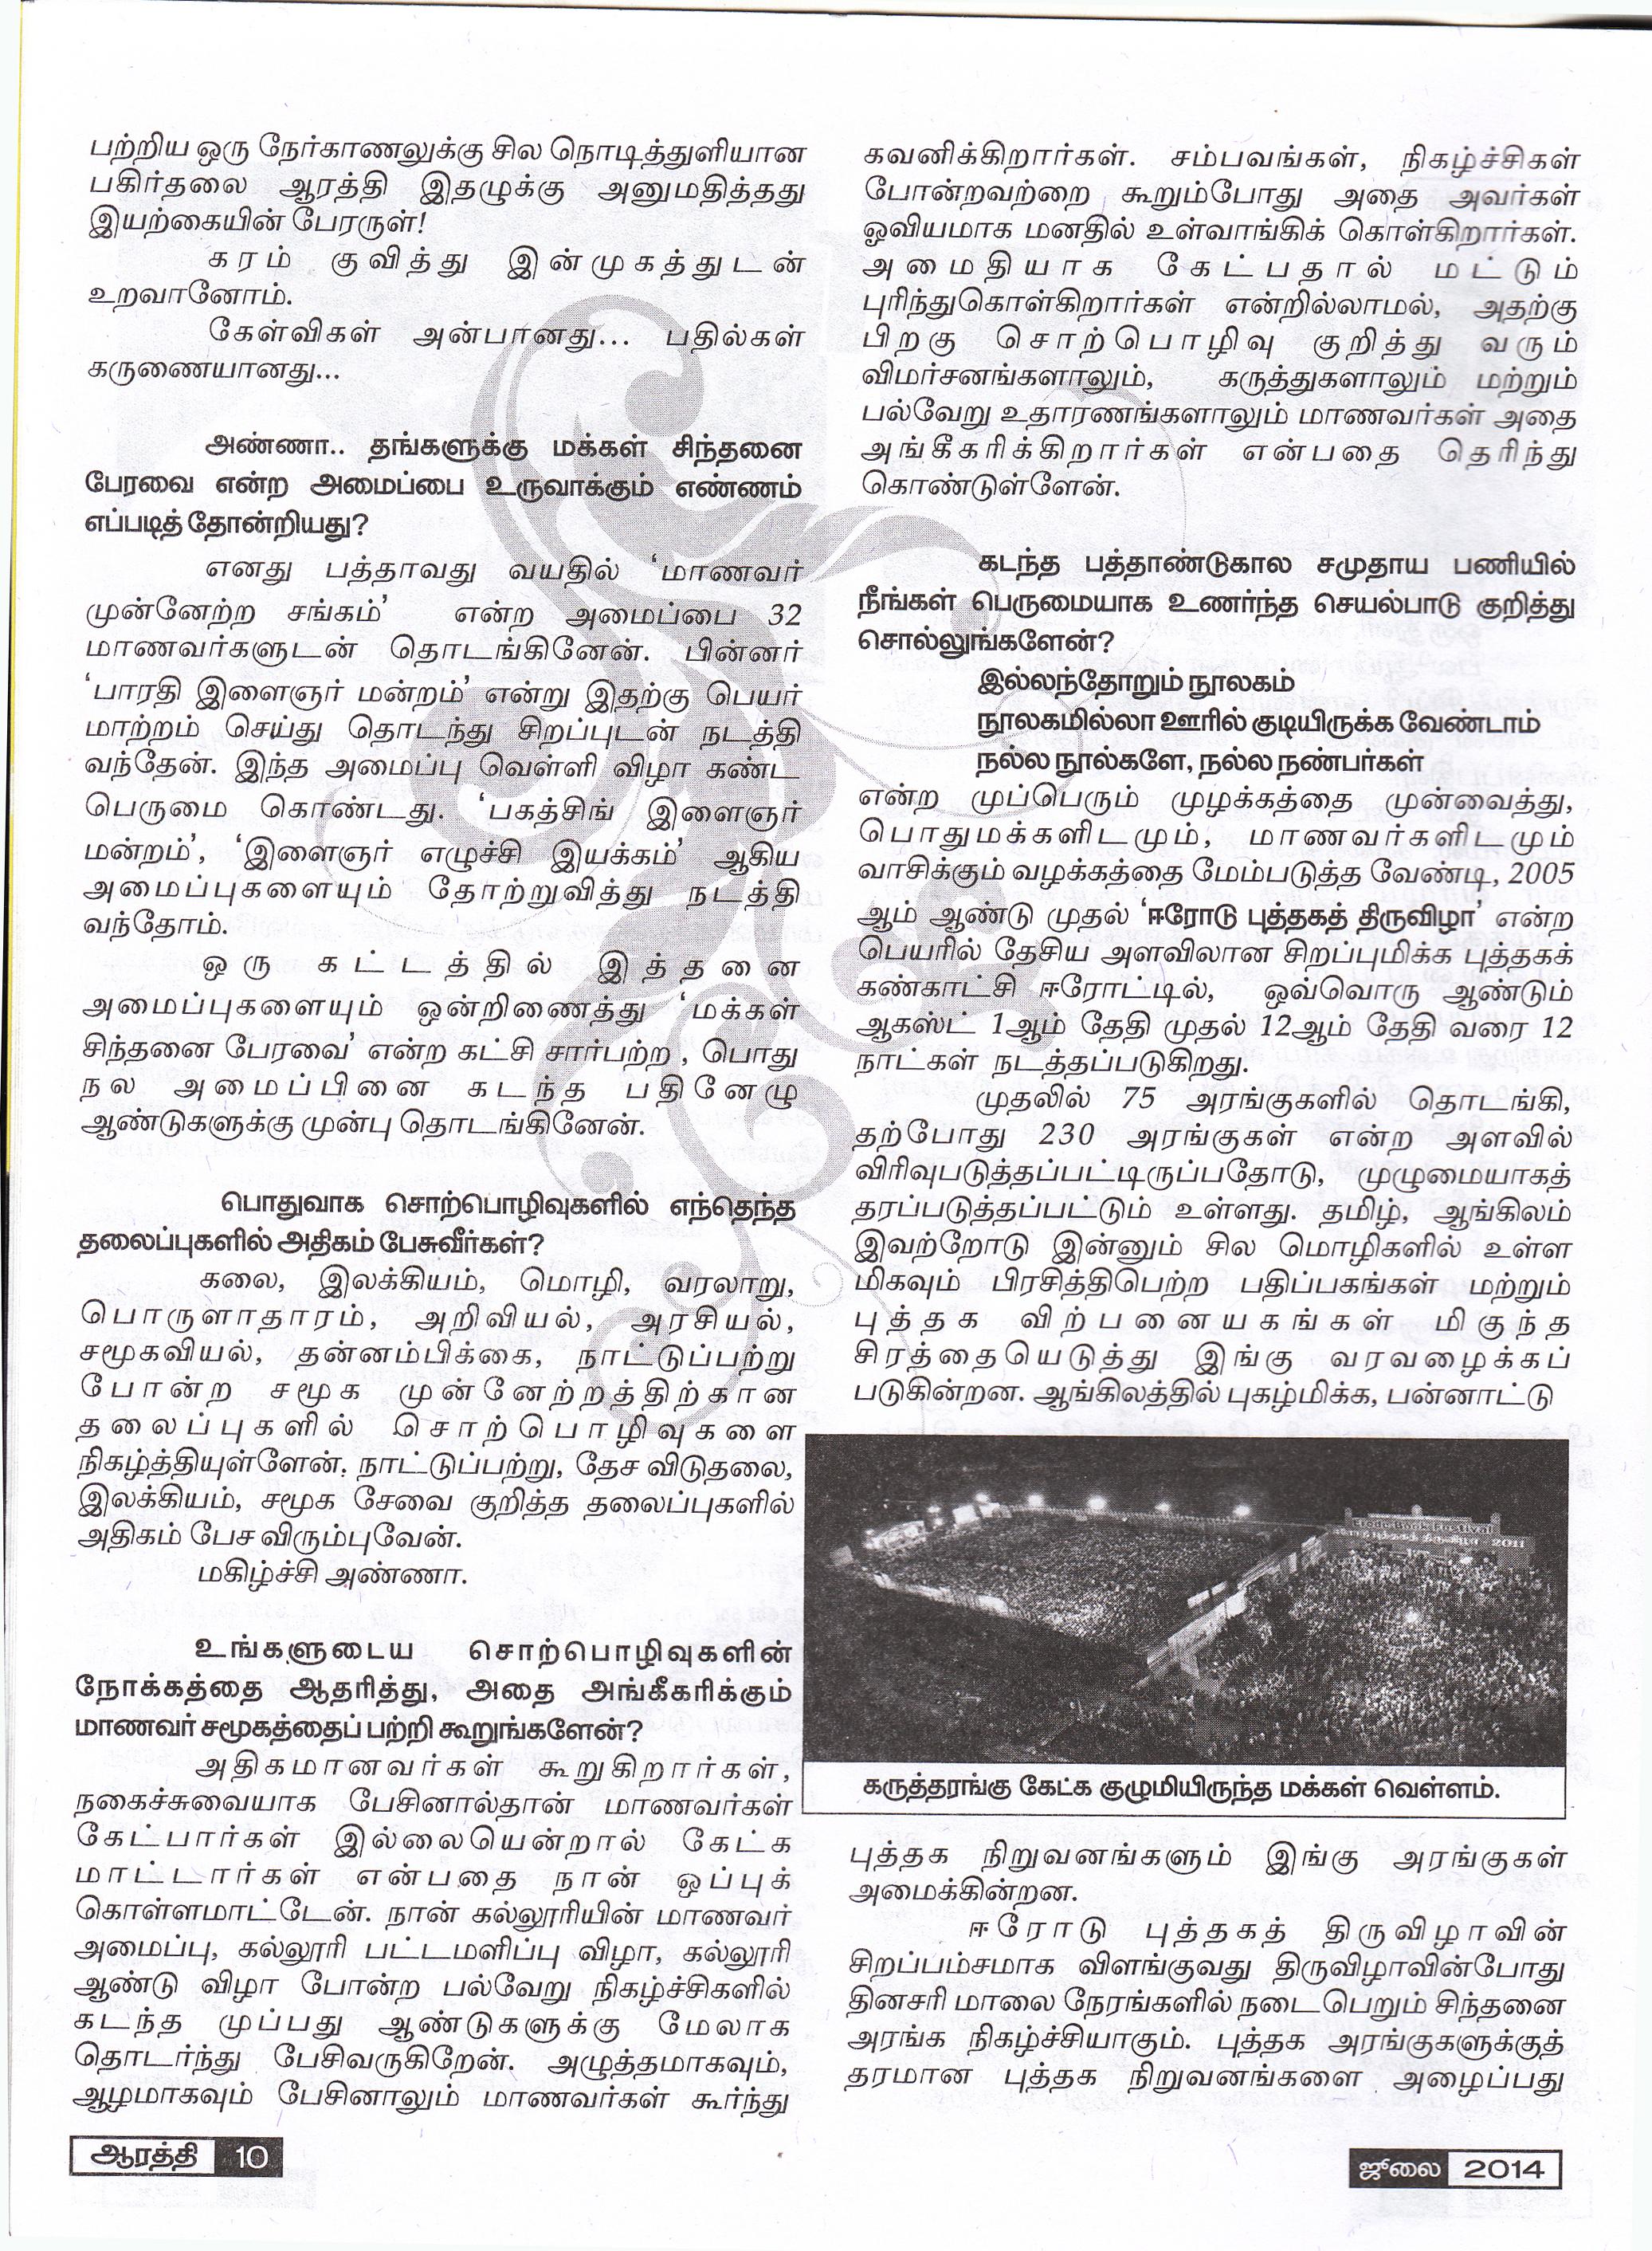 பற்றிய ஒரு நேர்காணலுக்கு சில நொடித்துளியான
பகிர்தலை ஆரத்தி இதழுக்கு அனுமதித்தது
இயற்கையின் பேரருள்!
கரம் குவித்து இன்முகத்துடன்
உறவானோம்.
கேள்விகள் அன்பானது... பதில்கள்
கருணையானது...
அண்ணா.. தங்களுக்கு மக்கள் சிந்தனை
பேரவை என்ற அமைப்பை உருவாக்கும் எண்ணம்
எப்படித் தோன்றியது?
எனது பத்தாவது வயதில் ‘மாணவர்
முன்னேற்ற சங்கம்’ என்ற அமைப்பை 32
மாணவர்களுடன் தொடங்கினேன். பின்னர்
‘பாரதி இளைஞர் மன்றம்’ என்று இதற்கு பெயர்
மாற்றம் செய்து தொடந்து சிறப்புடன் நடத்தி
வந்தேன். இந்த அமைப்பு வெள்ளி விழா கண்ட
பெருமை கொண்டது. ‘பகத்சிங் இளைஞர்
மன்றம்’, ‘இளைஞர் எழுச்சி இயக்கம்’ ஆகிய
அமைப்புகளையும் தோற்றுவித்து நடத்தி
வந்தோம்.
ஒரு கட்டத்தில் இத்தனை
அமைப்புகளையும் ஒன்றிணைத்து ‘மக்கள்
சிந்தனை பேரவை’ என்ற கட்சி சார்பற்ற , பொது
நல அமைப்பினை கடந்த பதினேழு
ஆண்டுகளுக்கு முன்பு தொடங்கினேன்.
பொதுவாக சொற்பொழிவுகளில் எந்தெந்த
தலைப்புகளில் அதிகம் பேசுவீர்கள்?
கலை, இலக்கியம், மொழி, வரலாறு,
பொருளாதாரம், அறிவியல், அரசியல்,
சமூகவியல், தன்னம்பிக்கை, நாட்டுப்பற்று
போன்ற சமூக முன்னேற்றத்திற்கான
தலைப்புகளில் சொற்பொழிவுகளை
நிகழ்த்தியுள்ளேன். நாட்டுப்பற்று, தேச விடுதலை,
இலக்கியம், சமூக சேவை குறித்த தலைப்புகளில்
அதிகம் பேச விரும்புவேன்.
மகிழ்ச்சி அண்ணா.
உங்களுடைய சொற்பொழிவுகளின்
நோக்கத்தை ஆதரித்து, அதை அங்கீகரிக்கும்
மாணவர் சமூகத்தைப் பற்றி கூறுங்களேன்?
அதிகமானவர்கள் கூறுகிறார்கள்,
நகைச்சுவையாக பேசினால்தான் மாணவர்கள்
கேட்பார்கள் இல்லையென்றால் கேட்க
மாட்டார்கள் என்பதை நான் ஒப்புக்
கொள்ளமாட்டேன். நான் கல்லூரியின் மாணவர்
அமைப்பு, கல்லூரி பட்டமளிப்பு விழா, கல்லூரி
ஆண்டு விழா போன்ற பல்வேறு நிகழ்ச்சிகளில்
கடந்த முப்பது ஆண்டுகளுக்கு மேலாக
தொடர்ந்து பேசிவருகிறேன். அழுத்தமாகவும்,
ஆழமாகவும் பேசினாலும் மாணவர்கள் கூர்ந்து
கவனிக்கிறார்கள். சம்பவங்கள், நிகழ்ச்சிகள்
போன்றவற்றை கூறும்போது அதை அவர்கள்
ஓவியமாக மனதில் உள்வாங்கிக் கொள்கிறார்கள்.
அமைதியாக கேட்பதால் மட்டும்
புரிந்துகொள்கிறார்கள் என்றில்லாமல், அதற்கு
பிறகு சொற்பொழிவு குறித்து வரும்
விமர்சனங்களாலும், கருத்துகளாலும் மற்றும்
பல்வேறு உதாரணங்களாலும் மாணவர்கள் அதை
அங்கீகரிக்கிறார்கள் என்பதை தெரிந்து
கொண்டுள்ளேன்.
கடந்த பத்தாண்டுகால சமுதாய பணியில்
நீங்கள் பெருமையாக உணர்ந்த செயல்பாடு குறித்து
சொல்லுங்களேன்?
இல்லந்தோறும் நூலகம்
நூலகமில்லா ஊரில் குடியிருக்க வேண்டாம்
நல்ல நூல்களே, நல்ல நண்பர்கள்
என்ற முப்பெரும் முழக்கத்தை முன்வைத்து,
பொதுமக்களிடமும், மாணவர்களிடமும்
வாசிக்கும் வழக்கத்தை மேம்படுத்த வேண்டி, 2005
ஆம் ஆண்டு முதல் ‘ஈரோடு புத்தகத் திருவிழா’ என்ற
பெயரில் தேசிய அளவிலான சிறப்புமிக்க புத்தகக்
கண்காட்சி ஈரோட்டில், ஒவ்வொரு ஆண்டும்
ஆகஸ்ட் 1ஆம் தேதி முதல் 12ஆம் தேதி வரை 12
நாட்கள் நடத்தப்படுகிறது.
முதலில் 75 அரங்குகளில் தொடங்கி,
தற்போது 230 அரங்குகள் என்ற அளவில்
விரிவுபடுத்தப்பட்டிருப்பதோடு, முழுமையாகத்
தரப்படுத்தப்பட்டும் உள்ளது. தமிழ், ஆங்கிலம்
இவற்றோடு இன்னும் சில மொழிகளில் உள்ள
மிகவும் பிரசித்திபெற்ற பதிப்பகங்கள் மற்றும்
புத்தக விற்பனையகங்கள் மிகுந்த
சிரத்தையெடுத்து இங்கு வரவழைக்கப்
படுகின்றன. ஆங்கிலத்தில் புகழ்மிக்க, பன்னாட்டு
Erode Book Festival
ஈரோடு புத்தகத் திருவிழா - 2011
கருத்தரங்கு கேட்க குழுமியிருந்த மக்கள் வெள்ளம்.
புத்தக நிறுவனங்களும் இங்கு அரங்குகள்
அமைக்கின்றன.
ஈரோடு புத்தகத் திருவிழாவின்
சிறப்பம்சமாக விளங்குவது திருவிழாவின்போது
தினசரி மாலை நேரங்களில் நடைபெறும் சிந்தனை
அரங்க நிகழ்ச்சியாகும். புத்தக அரங்குகளுக்குத்
தரமான புத்தக நிறுவனங்களை அழைப்பது
ஆரத்தி 10
ஜூலை 2014